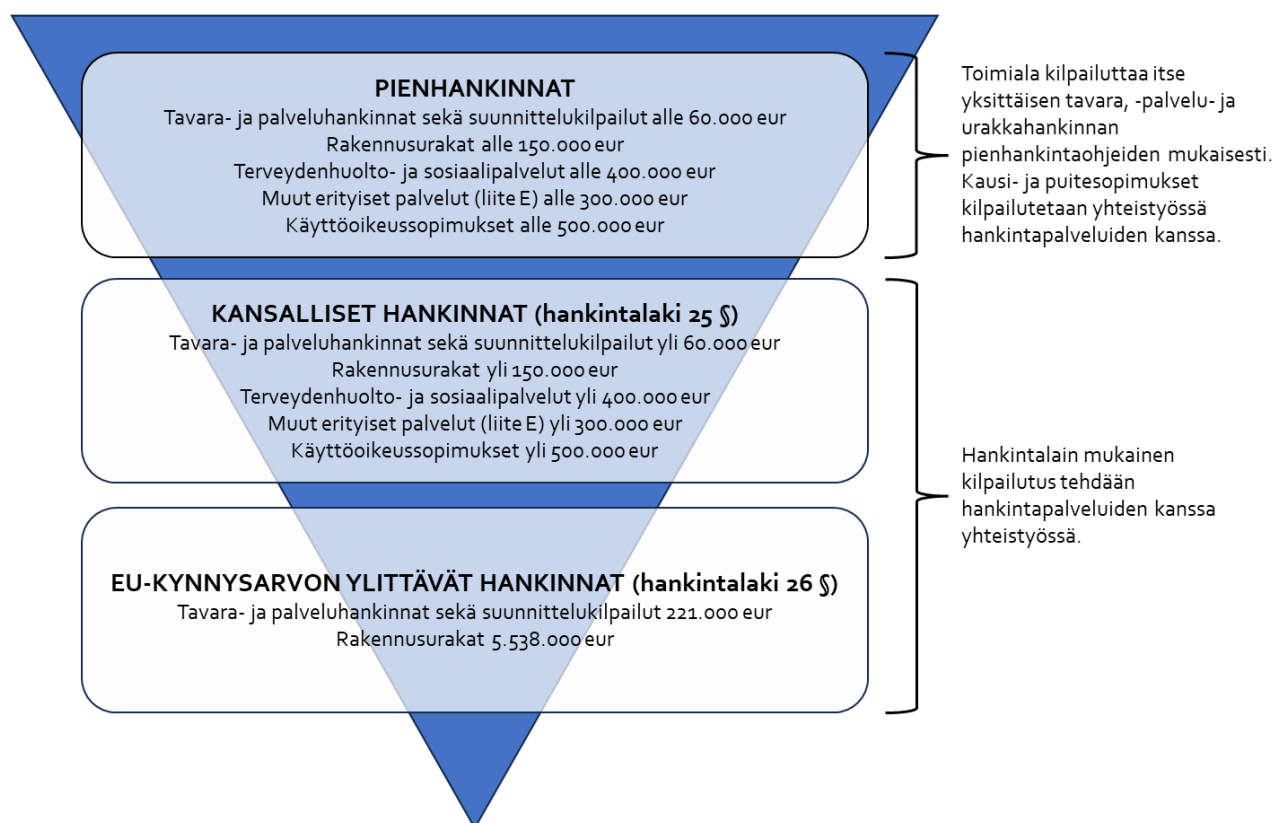 PIENHANKINNAT
Tavara- ja palveluhankinnat sekä suunnittelukilpailut alle 60.000 eur
Rakennusurakat alle 150.000 eur
Terveydenhuolto- ja sosiaalipalvelut alle 400.000 eur
Muut erityiset palvelut (liite E) alle 300.000 eur
Käyttöoikeussopimukset alle 500.000 eur
Toimiala kilpailuttaa itse
yksittäisen tavara, -palvelu- ja
urakkahankinnan
pienhankintaohjeiden mukaisesti.
Kausi- ja puitesopimukset
kilpailutetaan yhteistyössä
hankintapalveluiden kanssa.
KANSALLISET HANKINNAT (hankintalaki 25 §)
Tavara- ja palveluhankinnat sekä suunnittelukilpailut yli 60.000 eur
Rakennusurakat yli 150.000 eur
Terveydenhuolto- ja sosiaalipalvelut yli 400.000 eur
Muut erityiset palvelut (liite E) yli 300.000 eur
Käyttöoikeussopimukset yli 500.000 eur
Hankintalain mukainen
kilpailutus tehdään
hankintapalveluiden kanssa
yhteistyössä.
EU-KYNNYSARVON YLITTÄVÄT HANKINNAT (hankintalaki 26 §)
Tavara- ja palveluhankinnat sekä suunnittelukilpailut 221.000 eur
Rakennusurakat 5.538.000 eur